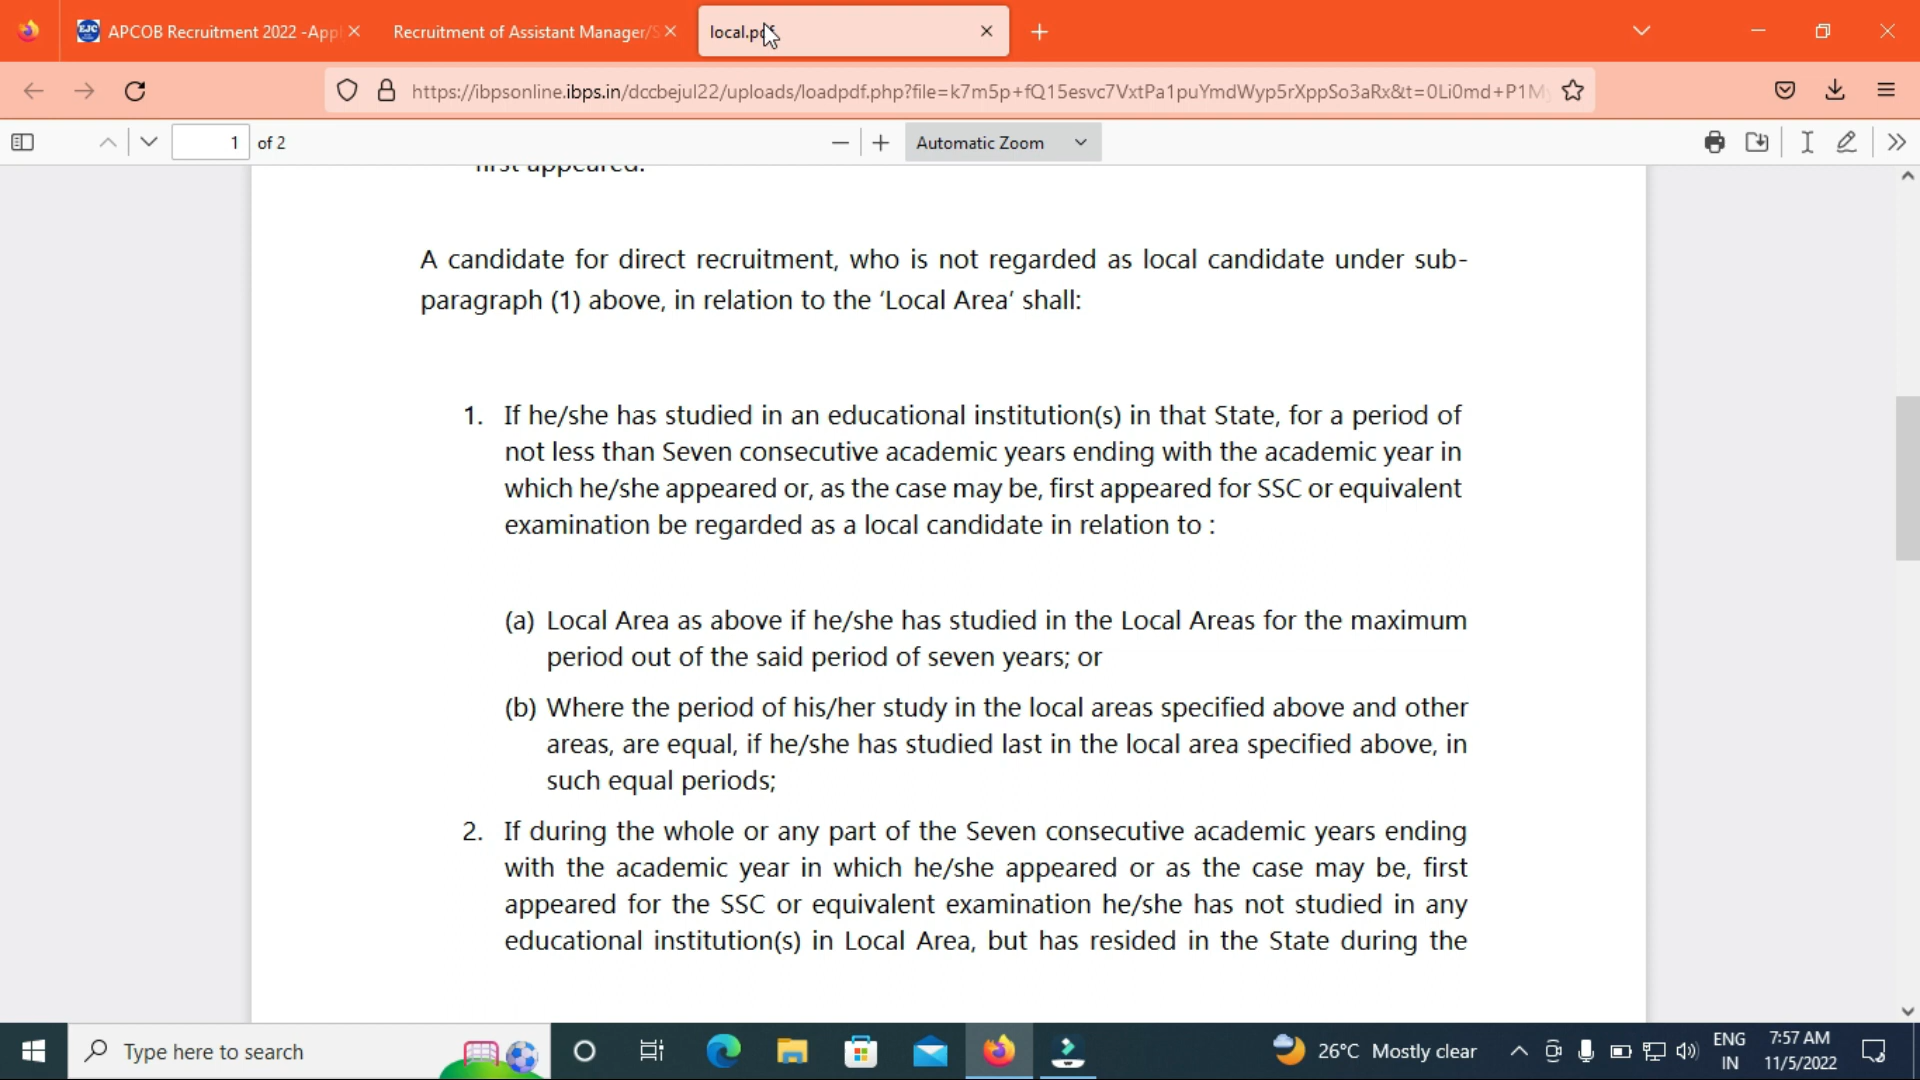 APCOB Recruitment 2022 -Appl
Recruitment of Assistant Manager/S
https://ibpsonline.ibps.in/dccbejul22/uploads/loadpdf.php?file=k7m5p+fQ15esvc7VxtPa1puYmdWyp5rXppSo3aRx&t=0Li0md+P1M
1 of 2
Automatic Zoom
first appeared.
A candidate for direct recruitment, who is not regarded as local candidate under sub-
paragraph (1) above, in relation to the ‘Local Area’ shall:
1. If he/she has studied in an educational institution(s) in that State, for a period of
not less than Seven consecutive academic years ending with the academic year in
which he/she appeared or, as the case may be, first appeared for SSC or equivalent
examination be regarded as a local candidate in relation to :
(a) Local Area as above if he/she has studied in the Local Areas for the maximum
period out of the said period of seven years; or
(b) Where the period of his/her study in the local areas specified above and other
areas, are equal, if he/she has studied last in the local area specified above, in
such equal periods;
2. If during the whole or any part of the Seven consecutive academic years ending
with the academic year in which he/she appeared or as the case may be, first
appeared for the SSC or equivalent examination he/she has not studied in any
educational institution(s) in Local Area, but has resided in the State during the
Type here to search
26°C Mostly clear
ENG
IN
7:57 AM
11/5/2022